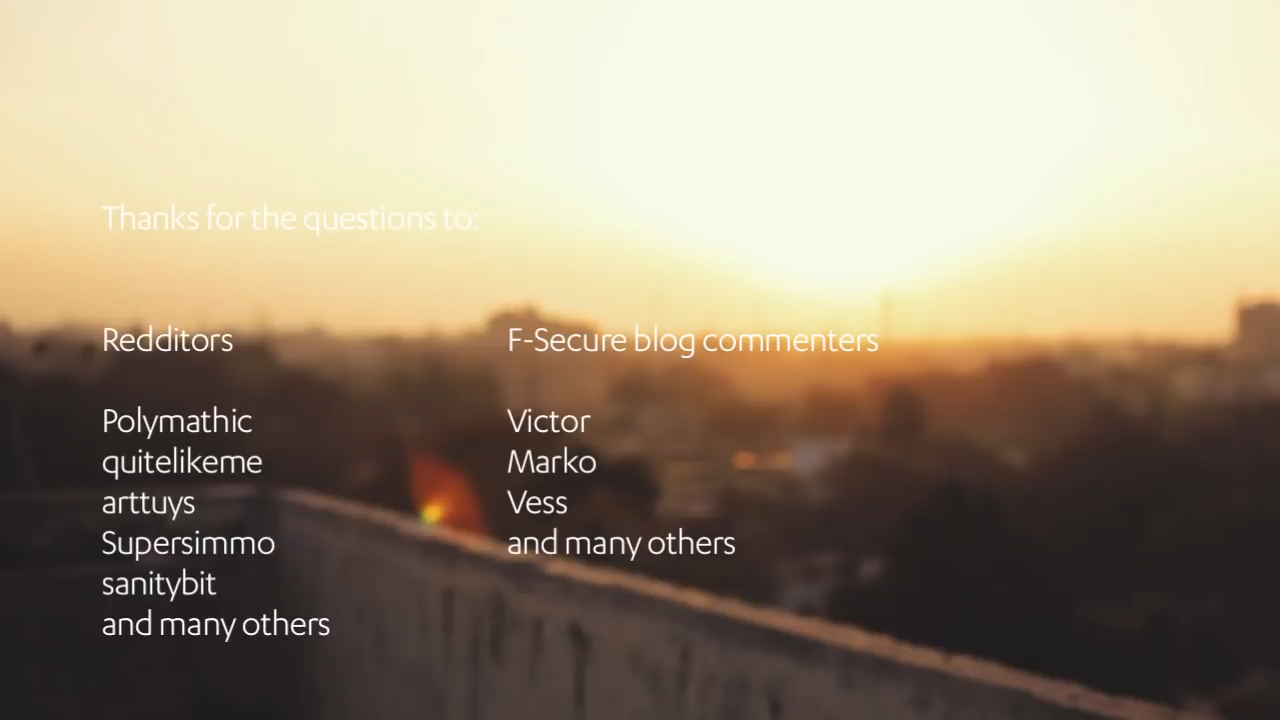 Thanks for the questions to:
Redditors
Polymathic
quitelikeme
arttuys
Supersimmo
sanitybit
and many others
F-Secure blog commenters
Victor
Marko
Vess
and many others